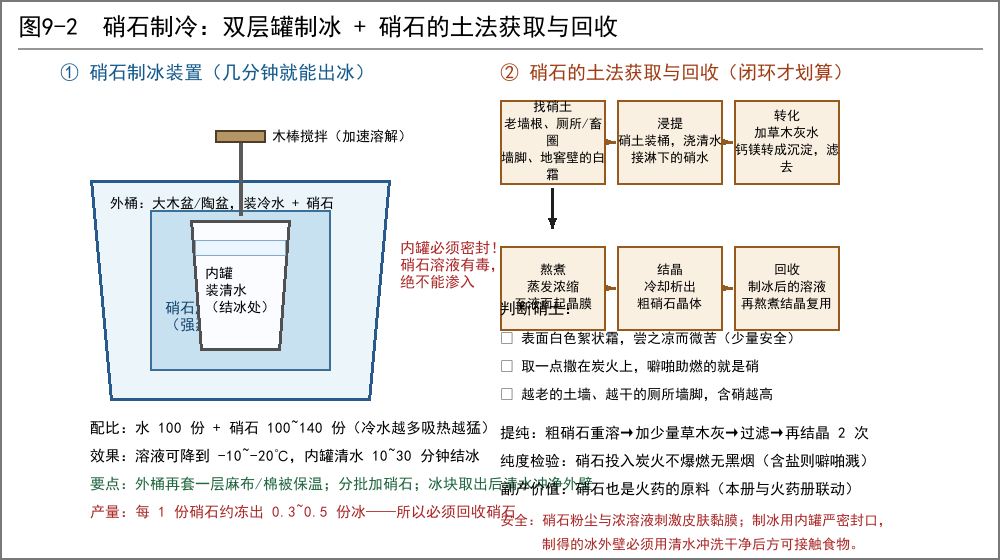 图9-2 硝石制冷：双层罐制冰 + 硝石的土法获取与回收
① 硝石制冰装置（几分钟就能出冰）
木棒搅拌（加速溶解）
外桶：大木盆/陶盆，装冷水 + 硝石
内罐
装清水
（结冰处）
硝石
（强
内罐必须密封！
硝石溶液有毒，
绝不能渗入
配比：水 100 份 + 硝石 100~140 份（冷水越多吸热越猛）
效果：溶液可降到 -10~-20℃，内罐清水 10~30 分钟结冰
要点：外桶再套一层麻布/棉被保温；分批加硝石；冰块取出后清水冲净外壁
产量：每 1 份硝石约冻出 0.3~0.5 份冰——所以必须回收硝石
② 硝石的土法获取与回收（闭环才划算）
找硝土
老墙根、厕所/畜
圈
墙脚、地窖壁的白
霜
浸提
硝土装桶，浇清水
接淋下的硝水
转化
加草木灰水
钙镁转成沉淀，滤
去
熬煮
蒸发浓缩
至液面起晶膜
结晶
冷却析出
粗硝石晶体
回收
制冰后的溶液
再熬煮结晶复用
判断硝土：
□ 表面白色絮状霜，尝之凉而微苦（少量安全）
□ 取一点撒在炭火上，噼啪助燃的就是硝
□ 越老的土墙、越干的厕所墙脚，含硝越高
提纯：粗硝石重溶→加少量草木灰→过滤→再结晶 2 次
纯度检验：硝石投入炭火不爆燃无黑烟（含盐则噼啪溅）
副产价值：硝石也是火药的原料（本册与火药册联动）
安全：硝石粉尘与浓溶液刺激皮肤黏膜；制冰用内罐严密封口，
制得的冰外壁必须用清水冲洗干净后方可接触食物。